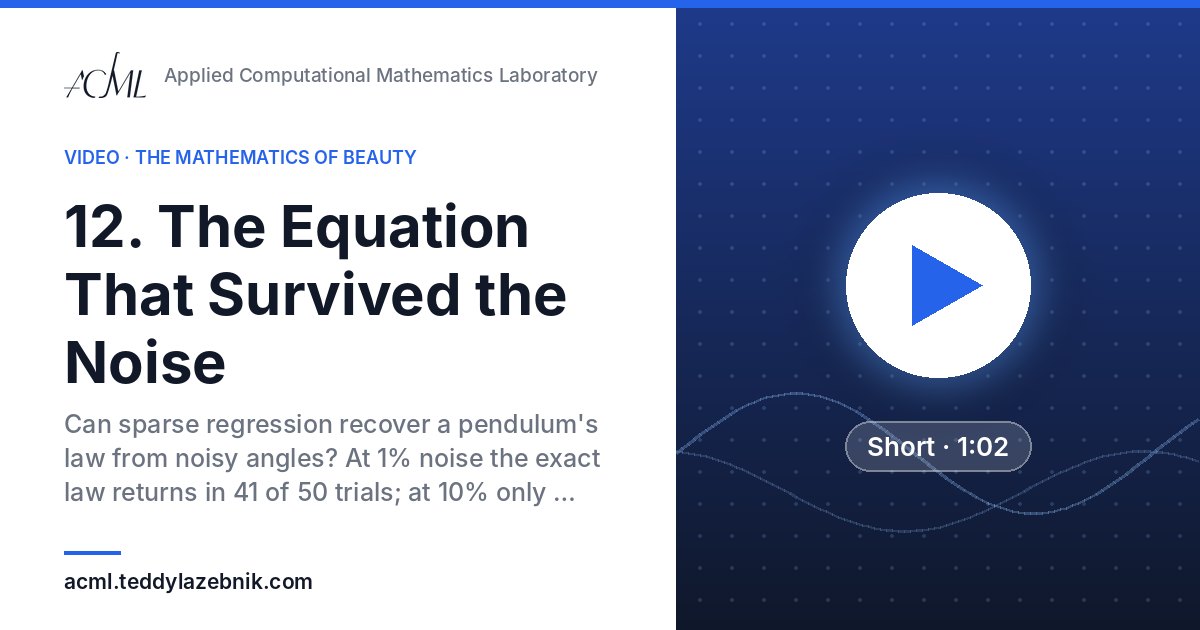 ACML
Applied Computational Mathematics Laboratory
VIDEO · THE MATHEMATICS OF BEAUTY
12. The Equation
That Survived the
Noise
Can sparse regression recover a pendulum's
law from noisy angles? At 1% noise the exact
law returns in 41 of 50 trials; at 10% only ...
acml.teddylazebnik.com
Short · 1:02